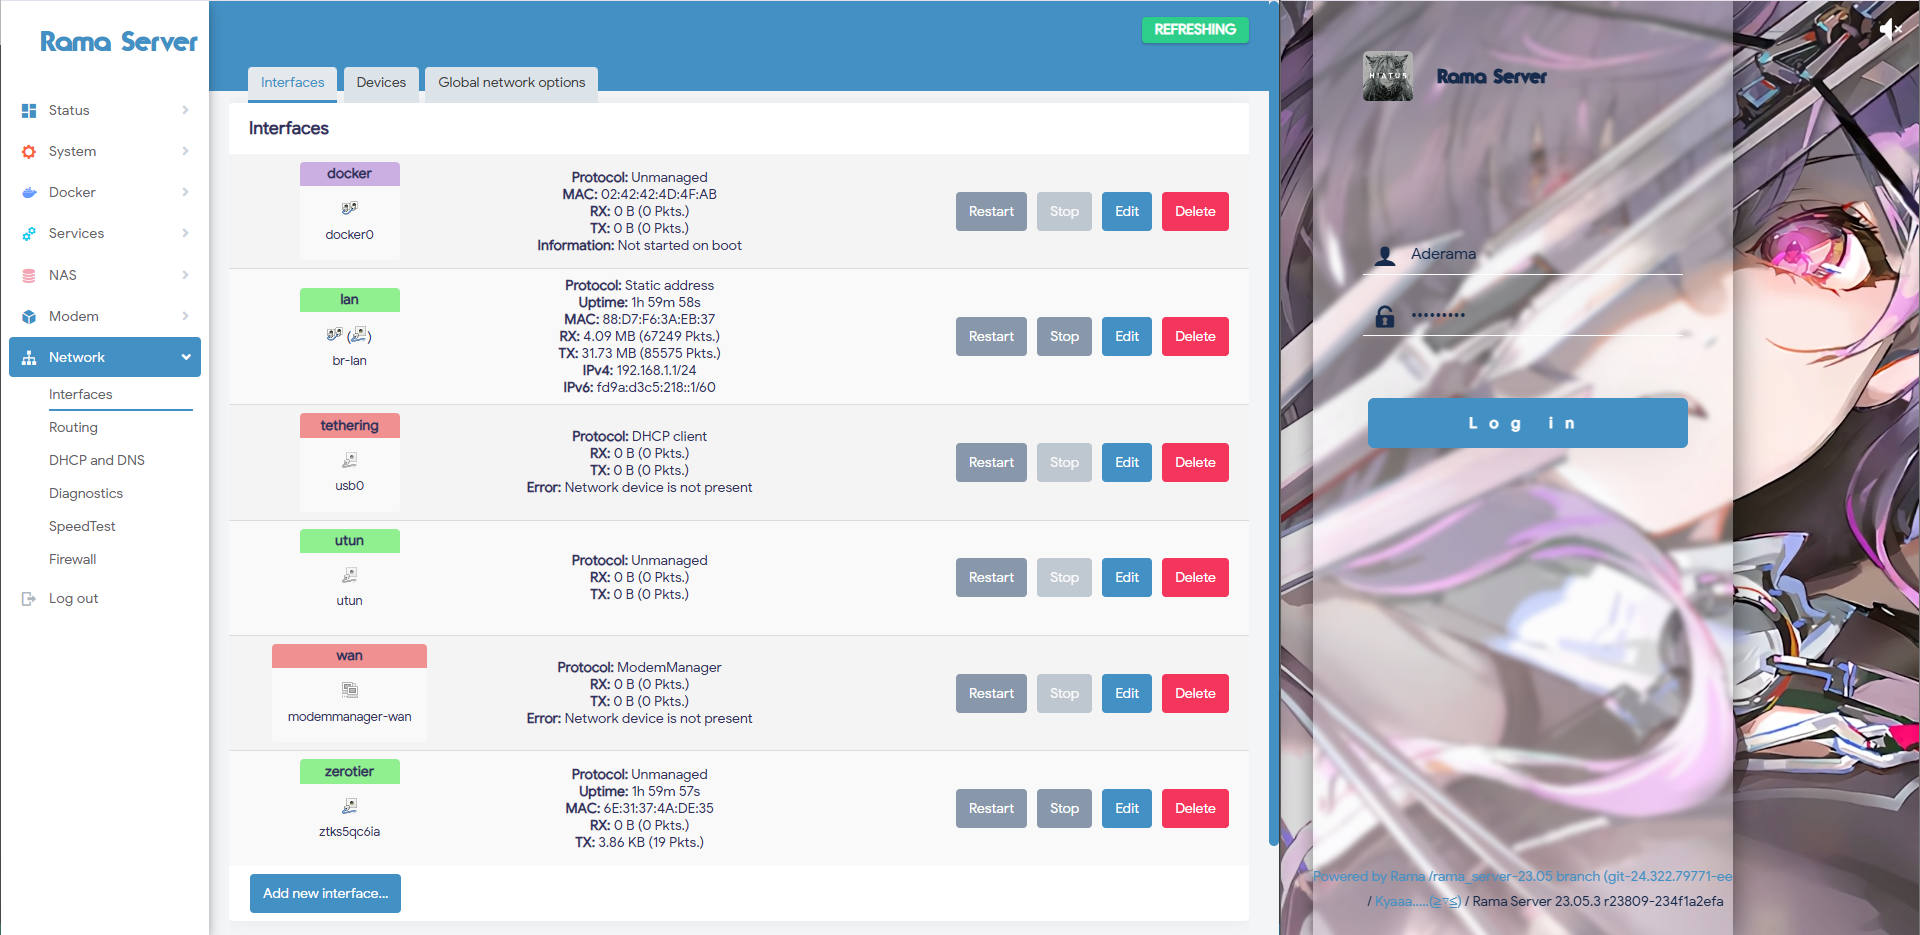 Rama Server
Status
System
Docker
Services
NAS
Modem
Network
Interfaces
Routing
DHCP and DNS
Diagnostics
SpeedTest
Firewall
Log out
REFRESHING
Interfaces Devices Global network options
Interfaces
docker
docker0
Protocol: Unmanaged
MAC: 02:42:42:4D:4F:AB
RX: 0 B (0 Pkts.)
TX: 0 B (0 Pkts.)
Information: Not started on boot
Restart Stop Edit Delete
lan
br-lan
Protocol: Static address
Uptime: 1h 59m 58s
MAC: 88:D7:F6:3A:EB:37
RX: 4.09 MB (67249 Pkts.)
TX: 31.73 MB (85575 Pkts.)
IPv4: 192.168.1.1/24
IPv6: fd9a:d3c5:218::1/60
Restart Stop Edit Delete
tethering
usb0
Protocol: DHCP client
RX: 0 B (0 Pkts.)
TX: 0 B (0 Pkts.)
Error: Network device is not present
Restart Stop Edit Delete
utun
utun
Protocol: Unmanaged
RX: 0 B (0 Pkts.)
TX: 0 B (0 Pkts.)
Restart Stop Edit Delete
wan
modemmanager-wan
Protocol: ModemManager
RX: 0 B (0 Pkts.)
TX: 0 B (0 Pkts.)
Error: Network device is not present
Restart Stop Edit Delete
zerotier
ztks5qc6ia
Protocol: Unmanaged
Uptime: 1h 59m 57s
MAC: 6E:31:37:4A:DE:35
RX: 0 B (0 Pkts.)
TX: 3.86 KB (19 Pkts.)
Restart Stop Edit Delete
Add new interface...
HIATUS
Rama Server
Aderama
•••••••••
Log in
Powered by Rama /rama_server-23.05 branch (git-24.322.79771-ee
/ Kyaaa.....(≧▽≦) / Rama Server 23.05.3 r23809-234f1a2efa